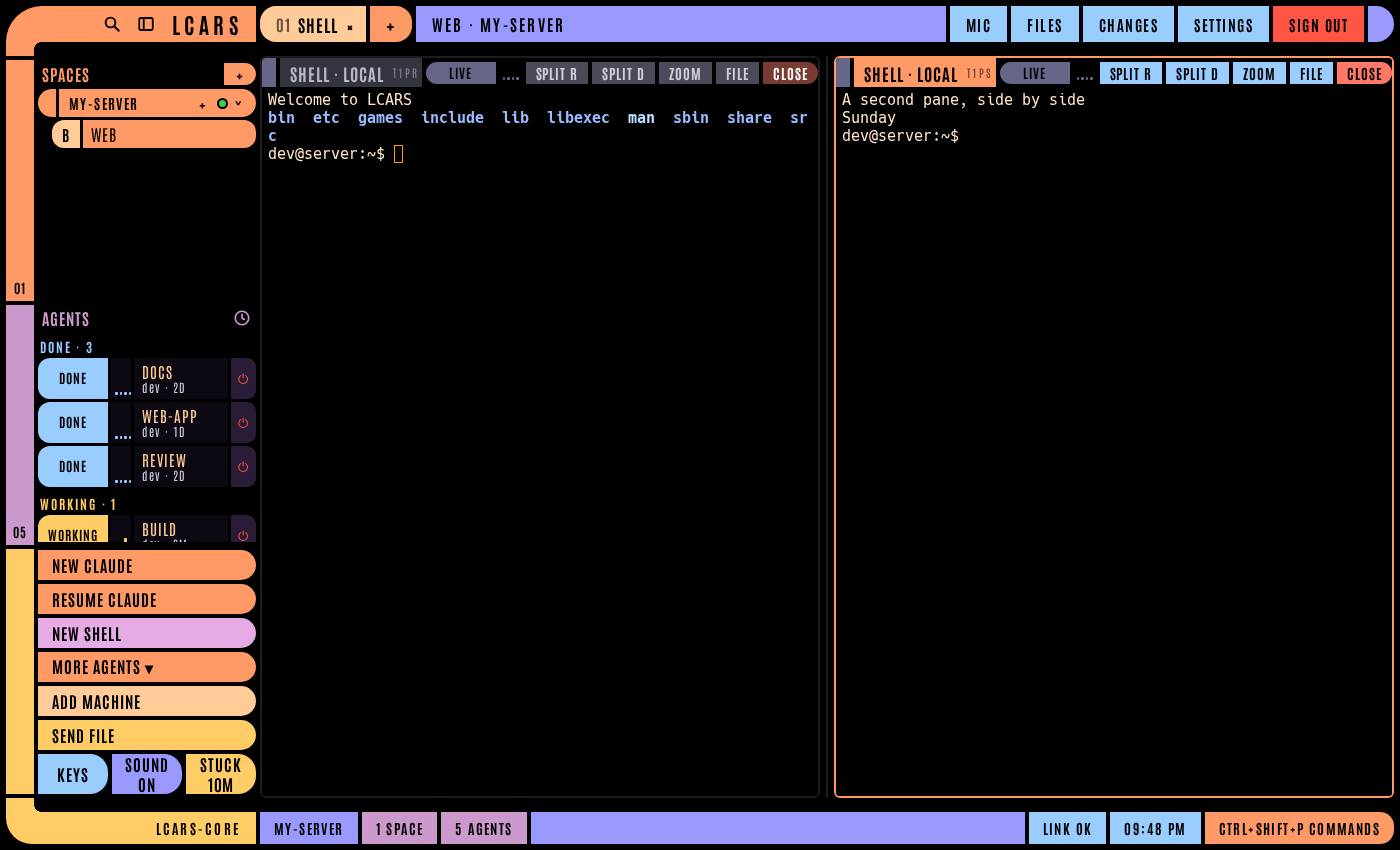 LCARS
01 SHELL ×
+
WEB · MY-SERVER
MIC
FILES
CHANGES
SETTINGS
SIGN OUT
SPACES
+
MY-SERVER +
B WEB
01
AGENTS
DONE · 3
DONE
DOCS
dev · 2D
DONE
WEB-APP
dev · 1D
DONE
REVIEW
dev · 2D
WORKING · 1
WORKING
BUILD
05
NEW CLAUDE
RESUME CLAUDE
NEW SHELL
MORE AGENTS ▾
ADD MACHINE
SEND FILE
KEYS
SOUND
ON
STUCK
10M
SHELL · LOCAL T1PR
LIVE
SPLIT R
SPLIT D
ZOOM
FILE
CLOSE
Welcome to LCARS
bin etc games include lib libexec man sbin share sr
c
dev@server:~$
SHELL · LOCAL T1PS
LIVE
SPLIT R
SPLIT D
ZOOM
FILE
CLOSE
A second pane, side by side
Sunday
dev@server:~$
LCARS-CORE
MY-SERVER
1 SPACE
5 AGENTS
LINK OK
09:48 PM
CTRL+SHIFT+P COMMANDS